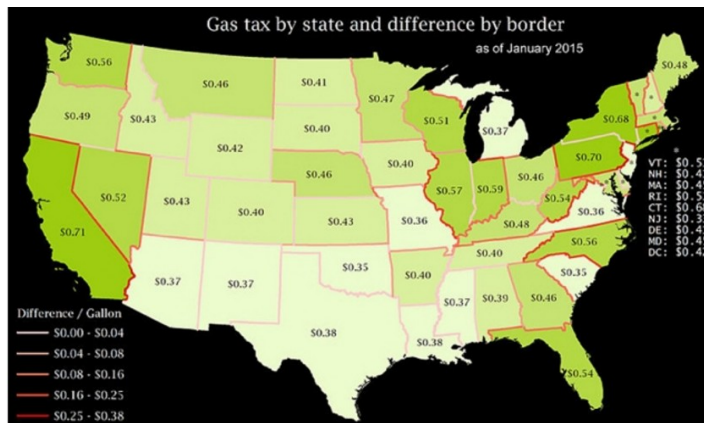 Gas tax by state and difference by border
as of January 2015
$0.56
$0.46
$0.41
$0.47
$0.48
$0.49
$0.43
$0.40
$0.51
$0.37
$0.68
$0.42
$0.70
$0.46
$0.40
$0.52
$0.57
$0.59
$0.46
$0.54
$0.43
$0.40
$0.43
$0.36
$0.48
$0.36
$0.71
$0.56
$0.40
$0.35
$0.40
$0.35
$0.37
$0.37
$0.37
$0.39
$0.46
$0.38
$0.38
$0.54
VT:
NH:
MA:
RI:
CT:
NJ:
DE:
MD:
DC:
Difference / Gallon
$0.00 - $0.04
$0.04 - $0.08
$0.08 - $0.16
$0.16 - $0.25
$0.25 - $0.38